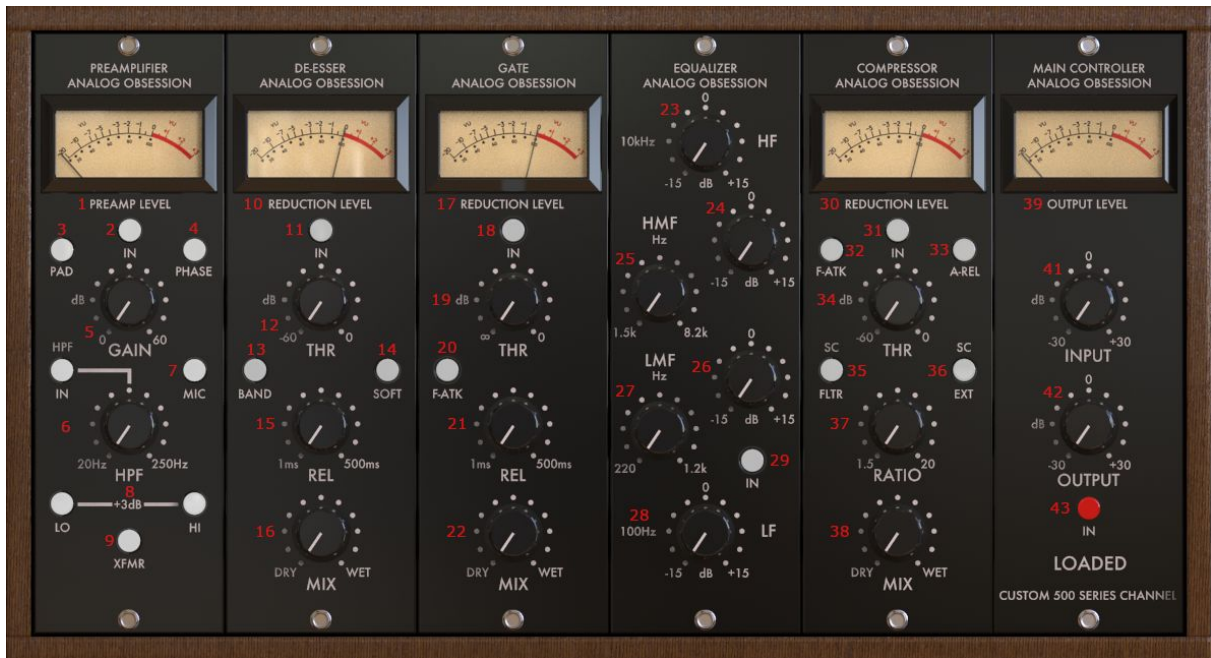 PREAMPLIFIER
ANALOG OBSESSION
VU
1 PREAMP LEVEL
2
IN
3
PAD
4
PHASE
dB
5
0 60
GAIN
HPF
IN
7
MIC
6
20Hz 250Hz
HPF
8
+3dB
LO HI
9
XFMR
DE-ESSER
ANALOG OBSESSION
VU
10 REDUCTION LEVEL
11
IN
dB
12
-60 0
THR
13
BAND
14
SOFT
15
1ms 500ms
REL
16
DRY WET
MIX
GATE
ANALOG OBSESSION
VU
17 REDUCTION LEVEL
18
IN
19 dB
∞ 0
THR
20
F-ATK
21
1ms 500ms
REL
22
DRY WET
MIX
EQUALIZER
ANALOG OBSESSION
23 0
10kHz HF
-15 dB +15
24 0
HMF
Hz
25
-15 dB +15
1.5k 8.2k
0
LMF
Hz
26
27
-15 dB +15
220 1.2k
29
IN
0
28
100Hz LF
-15 dB +15
COMPRESSOR
ANALOG OBSESSION
VU
30 REDUCTION LEVEL
31
IN
32
F-ATK
33
A-REL
34 dB
-60 0
THR
SC
35
FLTR
SC
36
EXT
37
1.5 20
RATIO
38
DRY WET
MIX
MAIN CONTROLLER
ANALOG OBSESSION
VU
39 OUTPUT LEVEL
41 0
dB
-30 +30
INPUT
42 0
dB
-30 +30
OUTPUT
43
IN
LOADED
CUSTOM 500 SERIES CHANNEL